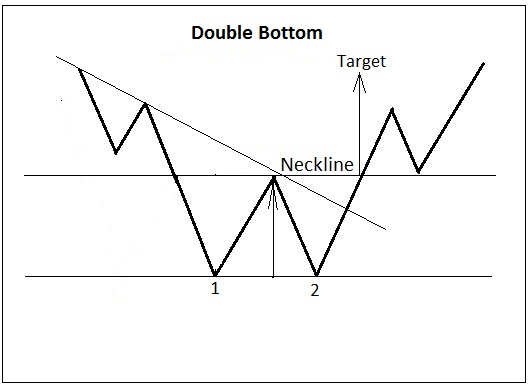 Double Bottom
Target
Neckline
1
2